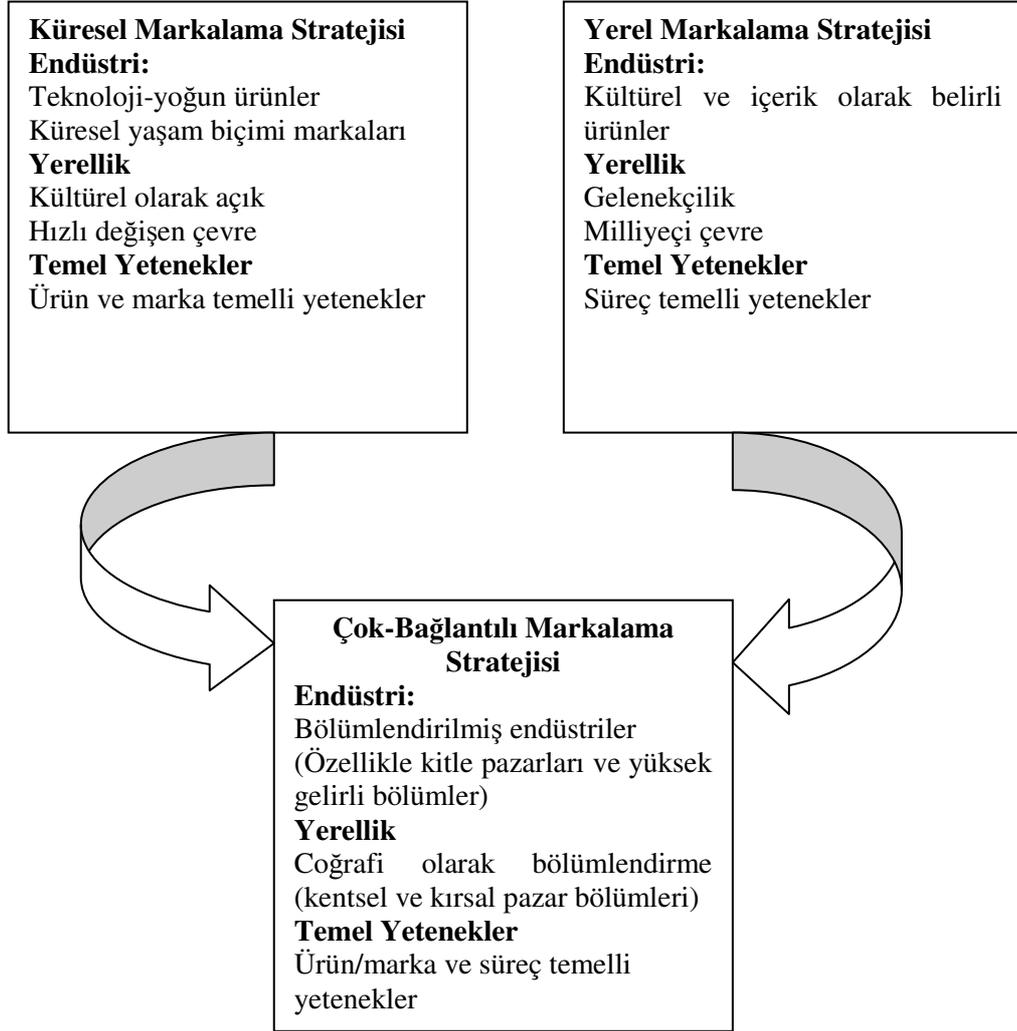 Küresel Markalama Stratejisi
Endüstri:
Teknoloji-yoğun ürünler
Küresel yaşam biçimi markaları
Yerellik
Kültürel olarak açık
Hızlı değişen çevre
Temel Yetenekler
Ürün ve marka temelli yetenekler
Yerel Markalama Stratejisi
Endüstri:
Kültürel ve içerik olarak belirli
ürünler
Yerellik
Gelenekçilik
Milliyeçi çevre
Temel Yetenekler
Süreç temelli yetenekler
Çok-Bağlantılı Markalama
Stratejisi
Endüstri:
Bölümlendirilmiş endüstriler
(Özellikle kitle pazarları ve yüksek
gelirli bölümler)
Yerellik
Coğrafi olarak bölümlendirme
(kentsel ve kırsal pazar bölümleri)
Temel Yetenekler
Ürün/marka ve süreç temelli
yetenekler